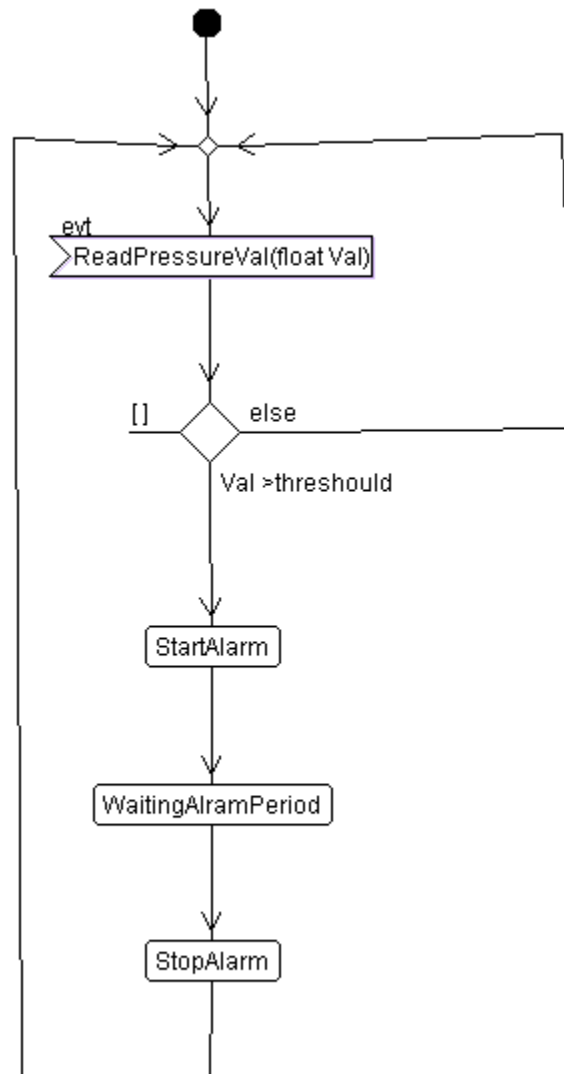 evt
ReadPressureVal(float Val)
[ ]
else
Val >threshould
StartAlarm
WaitingAlramPeriod
StopAlarm